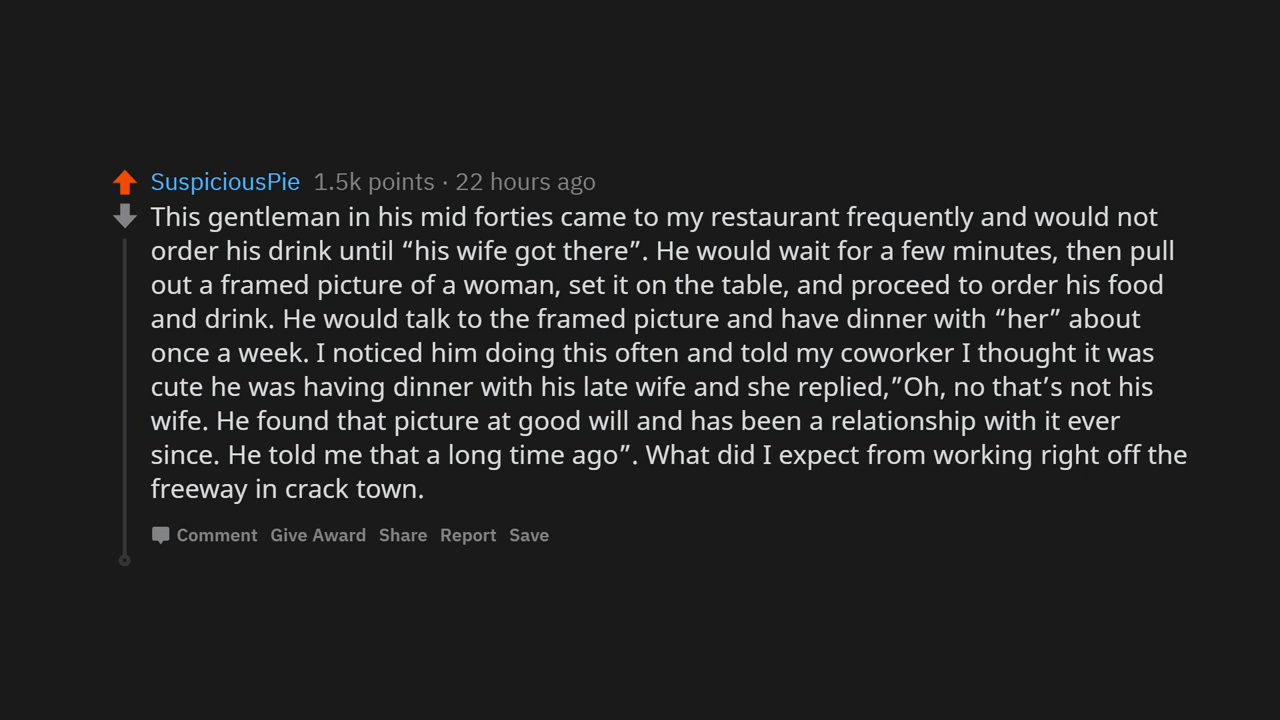 SuspiciousPie 1.5k points · 22 hours ago
This gentleman in his mid forties came to my restaurant frequently and would not
order his drink until “his wife got there”. He would wait for a few minutes, then pull
out a framed picture of a woman, set it on the table, and proceed to order his food
and drink. He would talk to the framed picture and have dinner with “her” about
once a week. I noticed him doing this often and told my coworker I thought it was
cute he was having dinner with his late wife and she replied,”Oh, no that’s not his
wife. He found that picture at good will and has been a relationship with it ever
since. He told me that a long time ago”. What did I expect from working right off the
freeway in crack town.
Comment Give Award Share Report Save